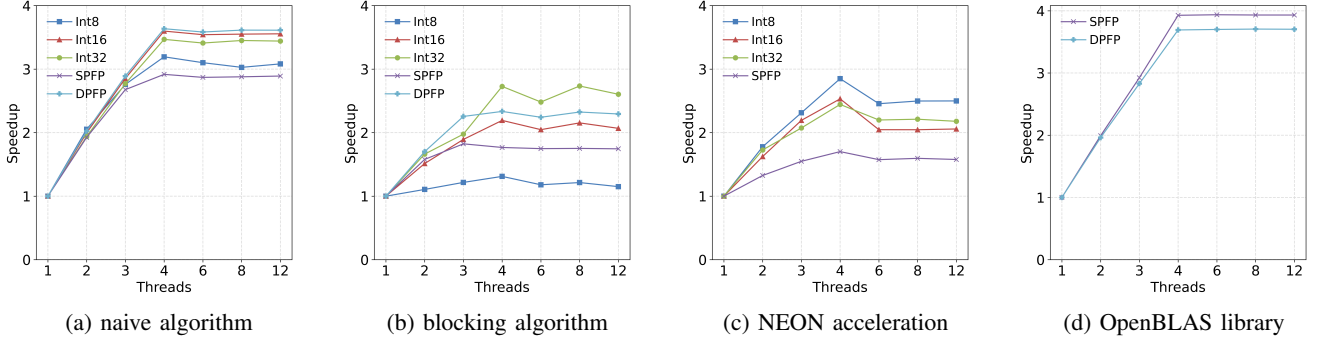 4
3
2
1
0
Speedup
Int8
Int16
Int32
SPFP
DPFP
1 2 3 4 6 8 12
Threads
(a) naive algorithm
4
3
2
1
0
Speedup
Int8
Int16
Int32
SPFP
DPFP
1 2 3 4 6 8 12
Threads
(b) blocking algorithm
4
3
2
1
0
Speedup
Int8
Int16
Int32
SPFP
1 2 3 4 6 8 12
Threads
(c) NEON acceleration
4
3
2
1
0
Speedup
SPFP
DPFP
1 2 3 4 6 8 12
Threads
(d) OpenBLAS library